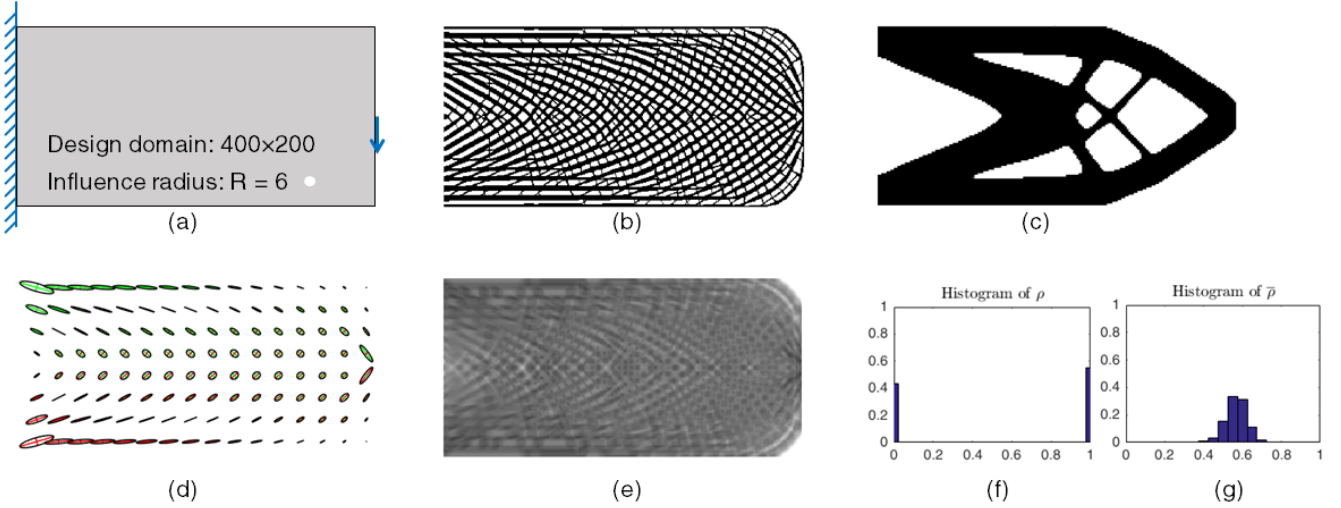 Design domain: 400×200
Influence radius: R = 6
(a)
(b)
(c)
(d)
(e)
Histogram of ρ
1
0.8
0.6
0.4
0.2
0
0 0.2 0.4 0.6 0.8 1
(f)
Histogram of ρ̅
1
0.8
0.6
0.4
0.2
0
0 0.2 0.4 0.6 0.8 1
(g)